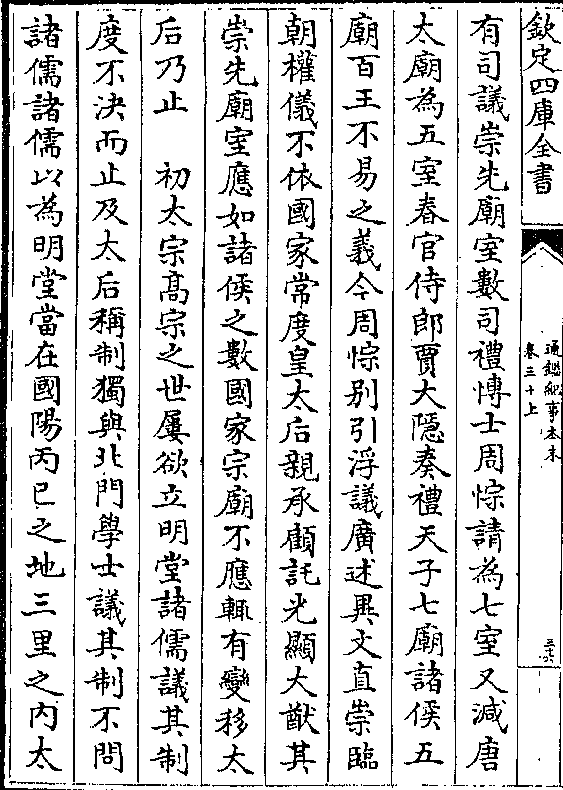 欽定四庫全書
通鑑紀事本末
卷三十上
有司議崇先廟室數司禮博士周悰請為七室又減唐
太廟為五室春官侍郎賈大隱奏禮天子七廟諸侯五
廟百王不易之義今周悰别引浮議廣述異文直崇臨
朝權儀不依國家常度皇太后親承顧託光顯大猷其
崇先廟室應如諸侯之數國家宗廟不應輒有變移太
后乃止　初太宗髙宗之世屢欲立明堂諸儒議其制
度不決而止及太后稱制獨與北門學士議其制不問
諸儒諸儒以為明堂當在國陽丙巳之地三里之內太